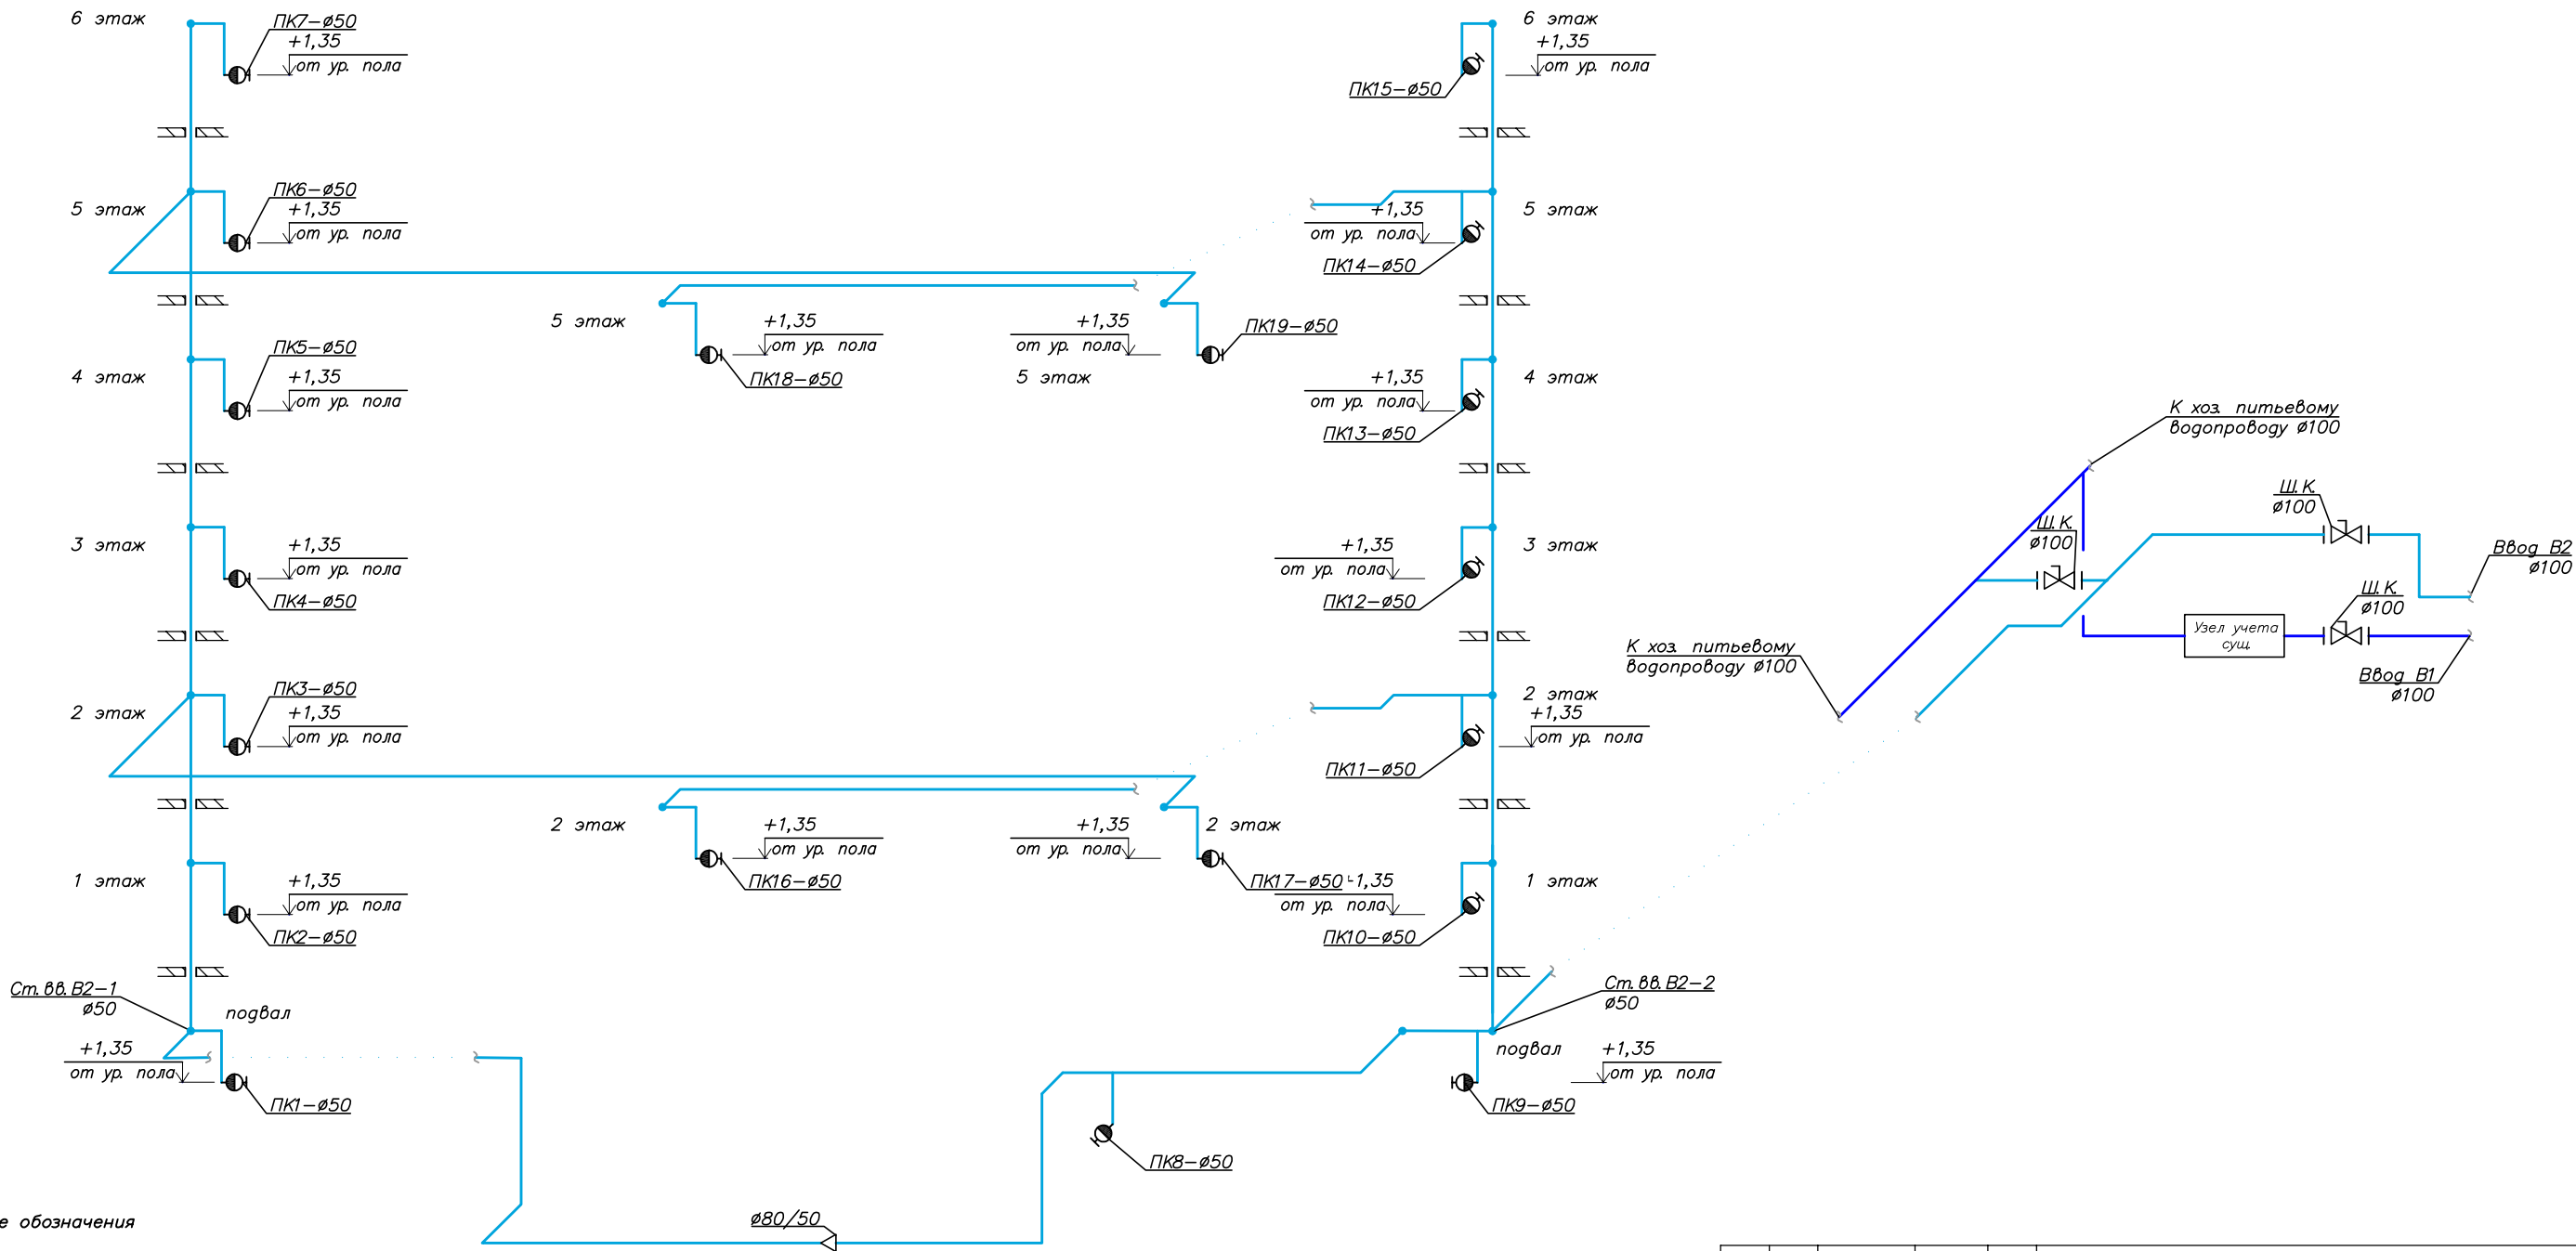 6 этаж
ПК7-ø50
+1,35
от ур. пола
6 этаж
+1,35
от ур. пола
ПК15-ø50
5 этаж
ПК6-ø50
+1,35
от ур. пола
+1,35
от ур. пола
5 этаж
ПК14-ø50
5 этаж
+1,35
от ур. пола
ПК18-ø50
+1,35
от ур. пола
5 этаж
ПК19-ø50
4 этаж
ПК5-ø50
+1,35
от ур. пола
+1,35
от ур. пола
4 этаж
ПК13-ø50
К хоз. питьевому
водопроводу ø100
Ш.К.
ø100
Ш.К.
ø100
Ввод В2
ø100
Ш.К.
ø100
Узел учета
сущ.
Ввод В1
ø100
К хоз. питьевому
водопроводу ø100
3 этаж
+1,35
от ур. пола
ПК4-ø50
+1,35
от ур. пола
3 этаж
ПК12-ø50
2 этаж
ПК3-ø50
+1,35
от ур. пола
2 этаж
+1,35
от ур. пола
ПК11-ø50
2 этаж
+1,35
от ур. пола
ПК16-ø50
+1,35
от ур. пола
2 этаж
ПК17-ø50
1 этаж
+1,35
от ур. пола
ПК2-ø50
-1,35
от ур. пола
1 этаж
ПК10-ø50
Ст.вв.В2-1
ø50
подвал
+1,35
от ур. пола
ПК1-ø50
Ст.вв.В2-2
ø50
подвал
+1,35
от ур. пола
ПК9-ø50
ПК8-ø50
ø80/50
е обозначения